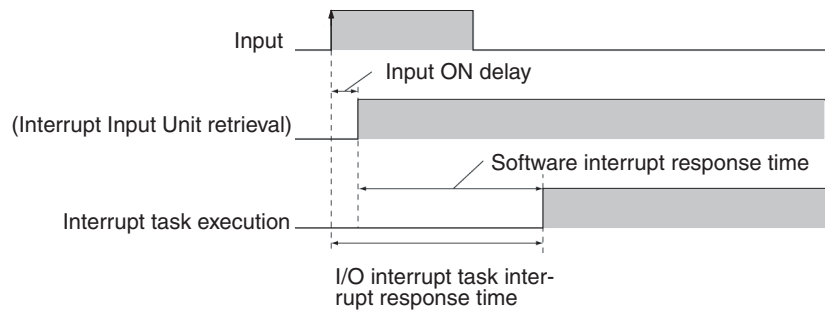 Input
Input ON delay
(Interrupt Input Unit retrieval)
Software interrupt response time
Interrupt task execution
I/O interrupt task inter-
rupt response time